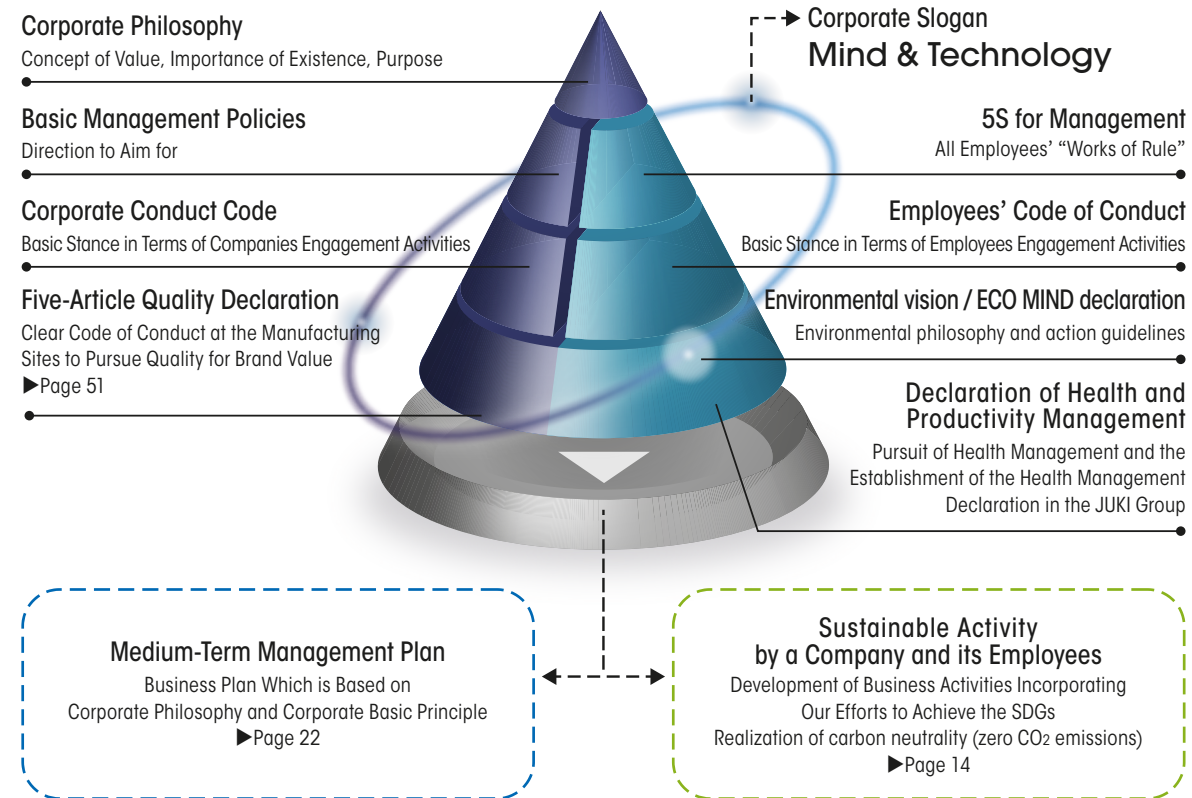 Corporate Philosophy
Concept of Value, Importance of Existence, Purpose
Basic Management Policies
Direction to Aim for
Corporate Conduct Code
Basic Stance in Terms of Companies Engagement Activities
Five-Article Quality Declaration
Clear Code of Conduct at the Manufacturing
Sites to Pursue Quality for Brand Value
▶Page 51
Corporate Slogan
Mind & Technology
5S for Management
All Employees’ “Works of Rule”
Employees’ Code of Conduct
Basic Stance in Terms of Employees Engagement Activities
Environmental vision / ECO MIND declaration
Environmental philosophy and action guidelines
Declaration of Health and
Productivity Management
Pursuit of Health Management and the
Establishment of the Health Management
Declaration in the JUKI Group
Medium-Term Management Plan
Business Plan Which is Based on
Corporate Philosophy and Corporate Basic Principle
▶Page 22
Sustainable Activity
by a Company and its Employees
Development of Business Activities Incorporating
Our Efforts to Achieve the SDGs
Realization of carbon neutrality (zero CO2 emissions)
▶Page 14